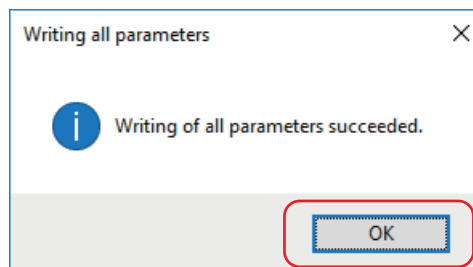 Writing all parameters
Writing of all parameters succeeded.
OK